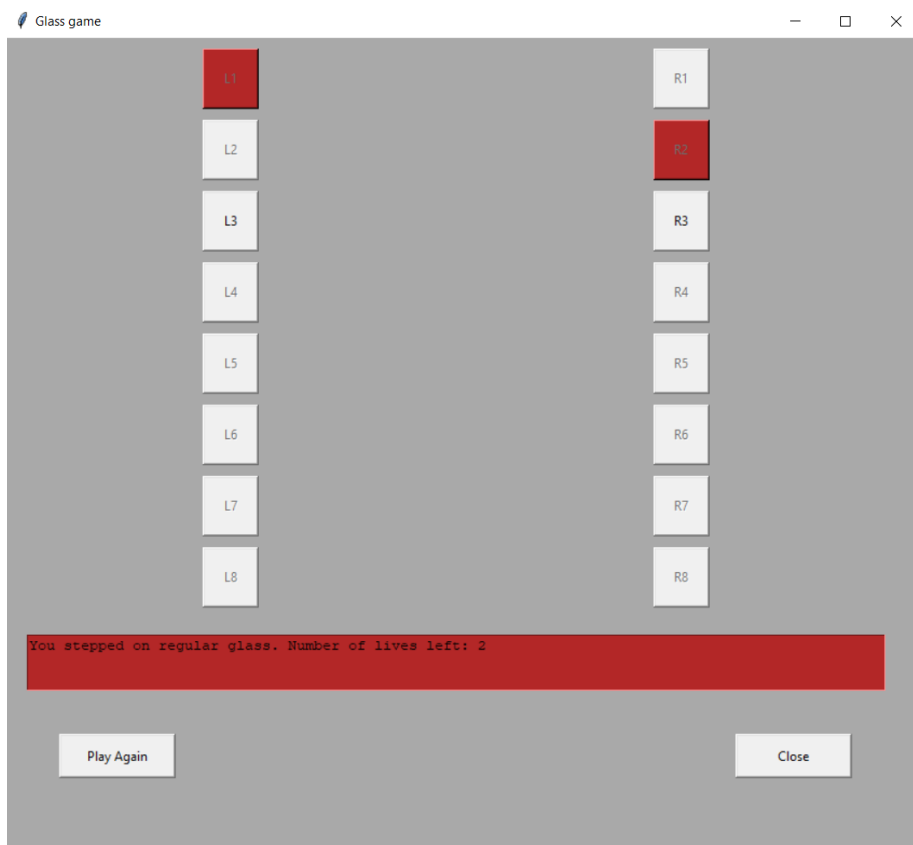 Glass game
L1 R1
L2 R2
L3 R3
L4 R4
L5 R5
L6 R6
L7 R7
L8 R8
You stepped on regular glass. Number of lives left: 2
Play Again Close